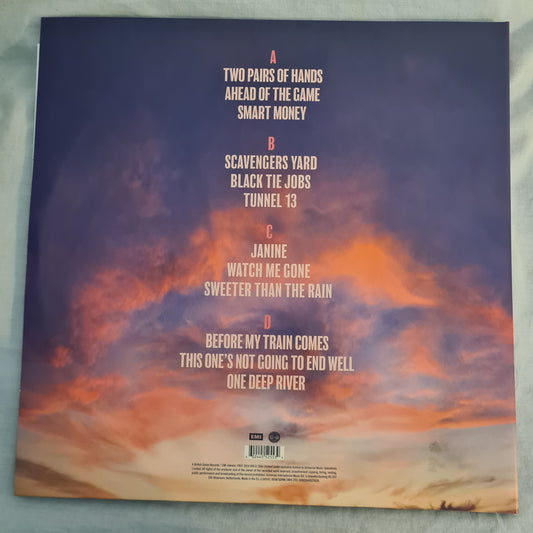 A
TWO PAIRS OF HANDS
AHEAD OF THE GAME
SMART MONEY
B
SCAVENGERS YARD
BLACK TIE JOBS
TUNNEL 13
C
JANINE
WATCH ME GONE
SWEETER THAN THE RAIN
D
BEFORE MY TRAIN COMES
THIS ONE'S NOT GOING TO END WELL
ONE DEEP RIVER
EMI